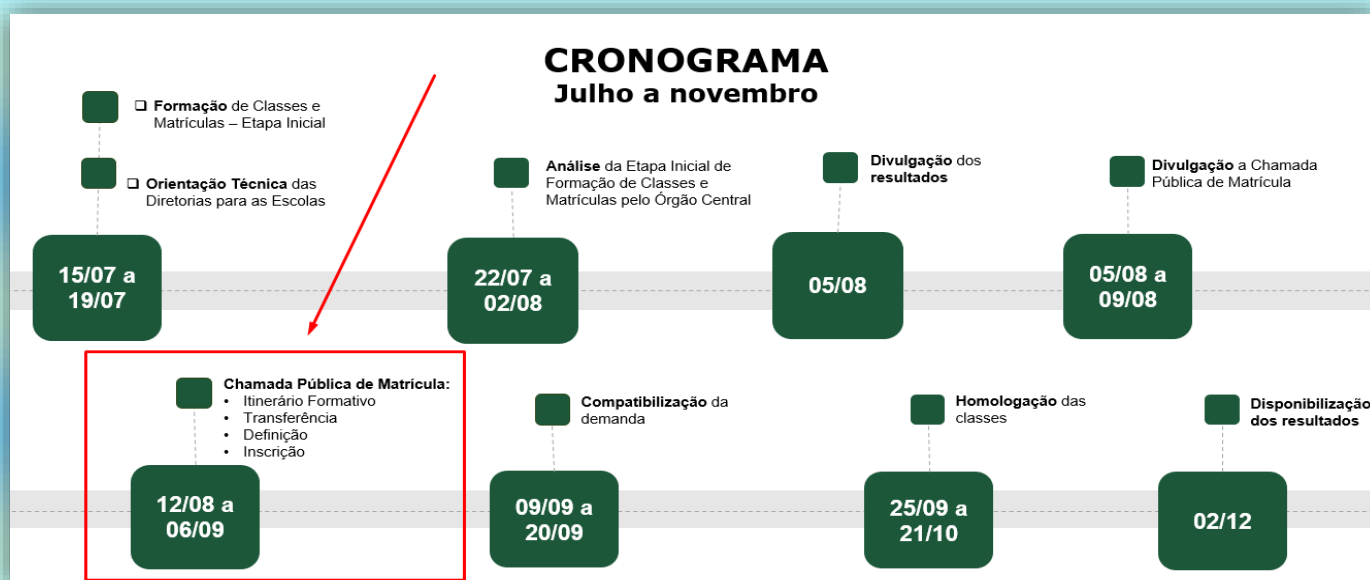 CRONOGRAMA
Julho a novembro
❑ Formação de Classes e
Matrículas – Etapa Inicial
❑ Orientação Técnica das
Diretorias para as Escolas
15/07 a
19/07
Análise da Etapa Inicial de
Formação de Classes e
Matrículas pelo Órgão Central
22/07 a
02/08
Divulgação dos
resultados
05/08
Divulgação a Chamada
Pública de Matrícula
05/08 a
09/08
Chamada Pública de Matrícula:
• Itinerário Formativo
• Transferência
• Definição
• Inscrição
12/08 a
06/09
Compatibilização da
demanda
09/09 a
20/09
Homologação das
classes
25/09 a
21/10
Disponibilização
dos resultados
02/12